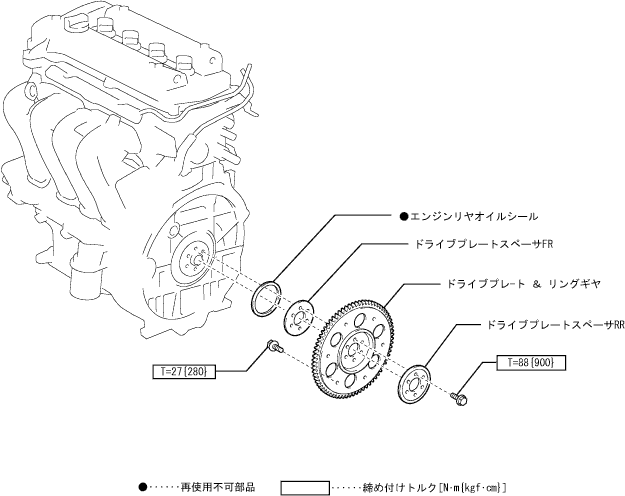 ●エンジンリヤオイルシール
ドライブプレートスペーサFR
ドライブプレート & リングギヤ
ドライブプレートスペーサRR
T=27{280}
T=88{900}
●‥‥‥再使用不可部品
‥‥‥締め付けトルク[N・m{kgf・cm}]